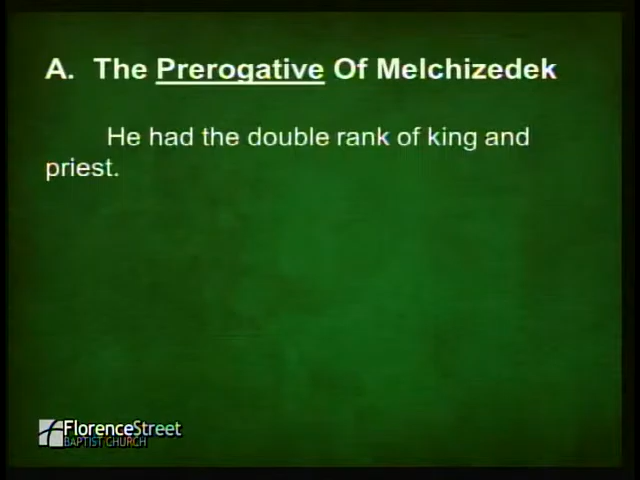 A. The Prerogative Of Melchizedek
He had the double rank of king and
priest.
FlorenceStreet
BAPTIST CHURCH